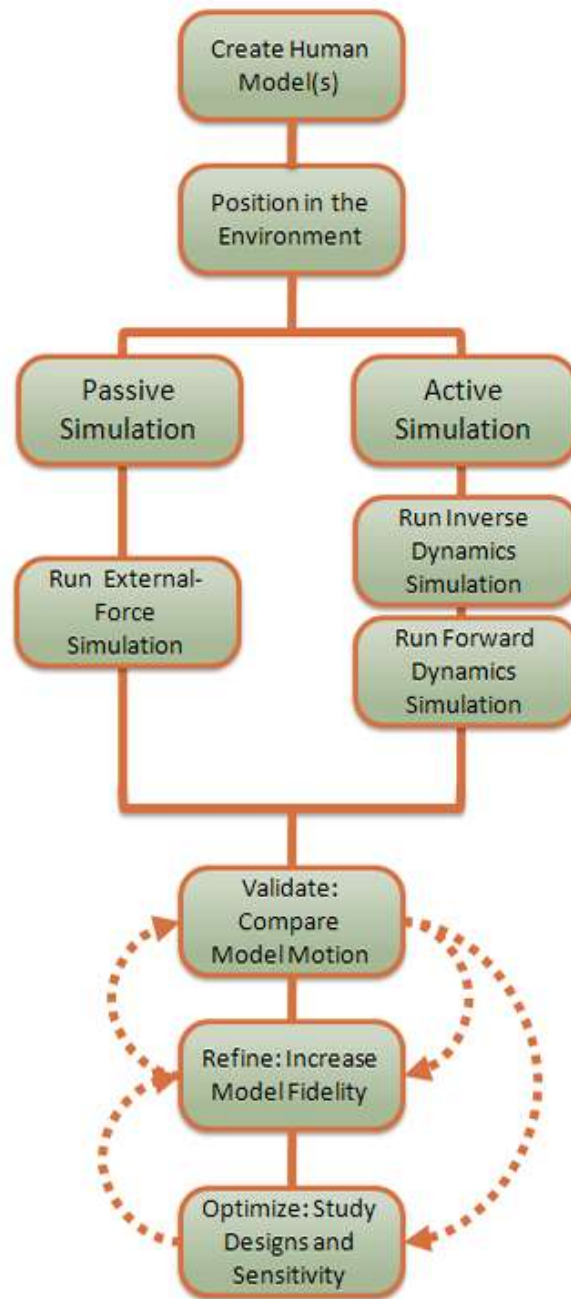 Create Human
Model(s)
Position in the
Environment
Passive
Simulation
Active
Simulation
Run External-
Force
Simulation
Run Inverse
Dynamics
Simulation
Run Forward
Dynamics
Simulation
Validate:
Compare
Model Motion
Refine: Increase
Model Fidelity
Optimize: Study
Designs and
Sensitivity